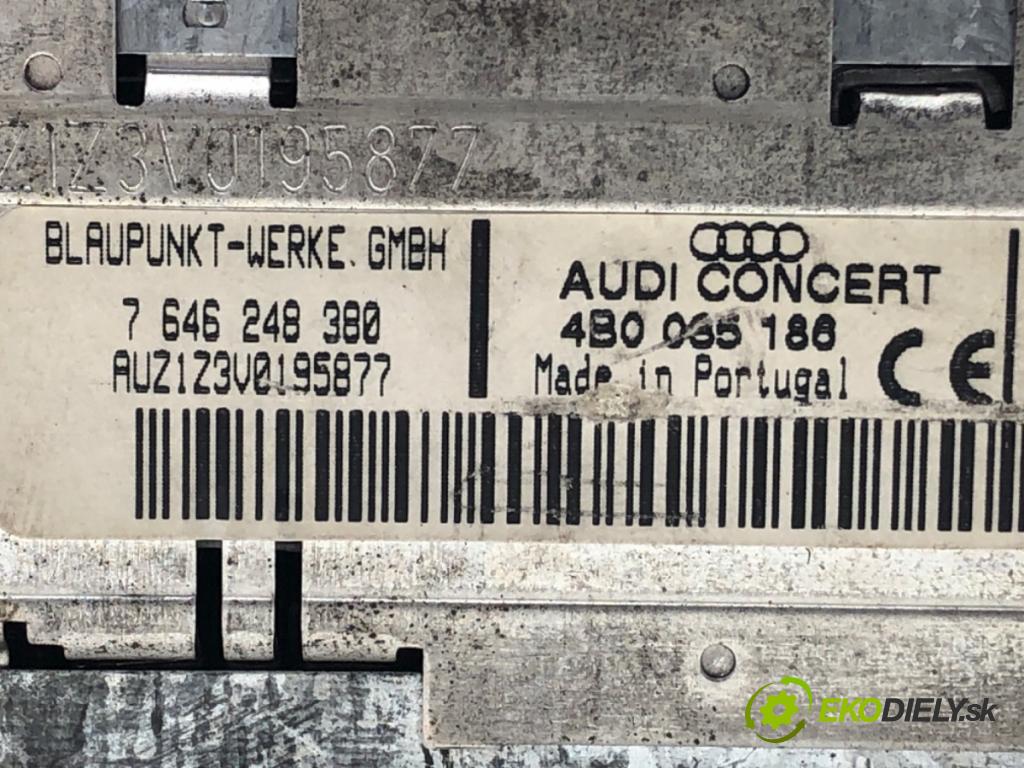 Z1Z3V0195877
BLAUPUNKT-WERKE.GMBH
7 646 248 380
AUZ1Z3V0195877
AUDI CONCERT
4B0 035 186
Made in Portugal
CE
EKODIELY.sk